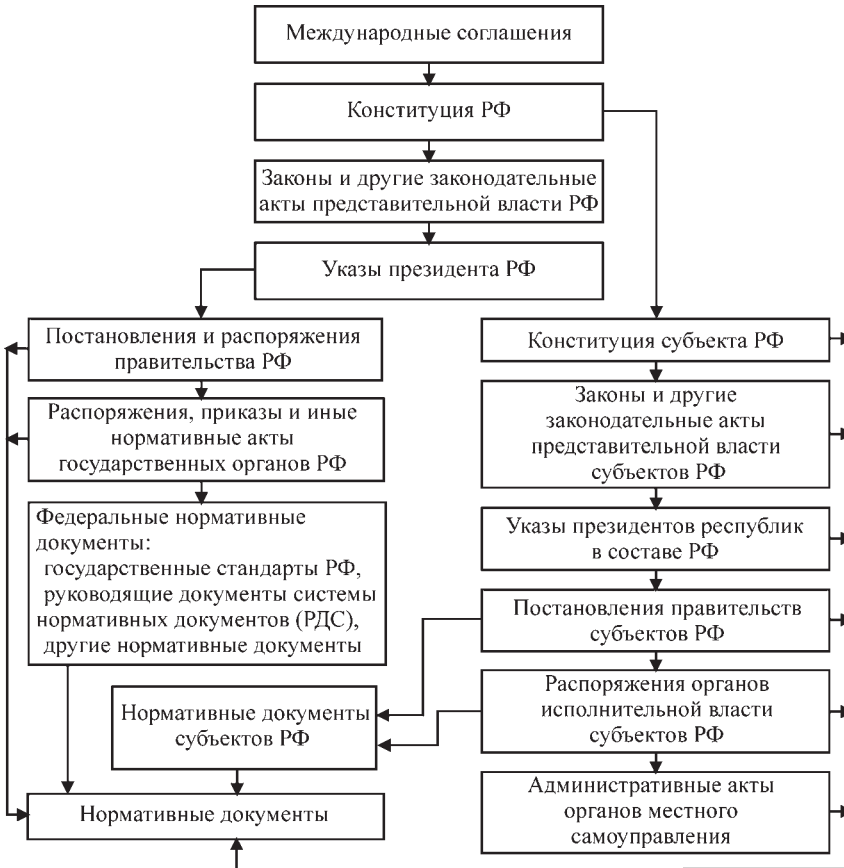 Международные соглашения
Конституция РФ
Законы и другие законодательные
акты представительной власти РФ
Указы президента РФ
Постановления и распоряжения
правительства РФ
Распоряжения, приказы и иные
нормативные акты
государственных органов РФ
Федеральные нормативные
документы:
государственные стандарты РФ,
руководящие документы системы
нормативных документов (РДС),
другие нормативные документы
Нормативные документы
субъектов РФ
Нормативные документы
Конституция субъекта РФ
Законы и другие
законодательные акты
представительной власти
субъектов РФ
Указы президентов республик
в составе РФ
Постановления правительств
субъектов РФ
Распоряжения органов
исполнительной власти
субъектов РФ
Административные акты
органов местного
самоуправления